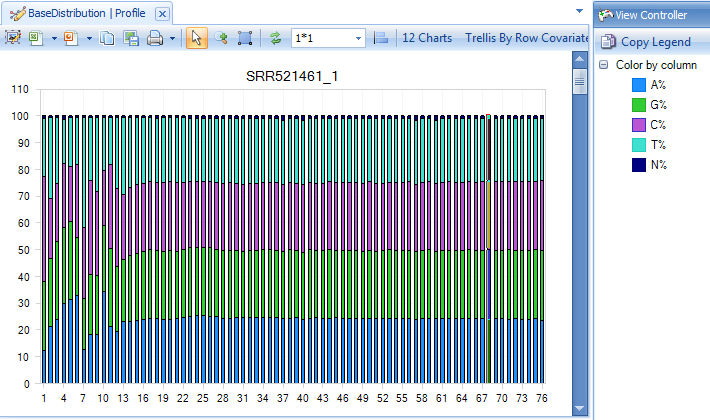 BaseDistribution | Profile
View Controller
1*1
12 Charts
Trellis By Row Covariate
Copy Legend
SRR521461_1
Color by column
A%
G%
C%
T%
N%
110
100
90
80
70
60
50
40
30
20
10
0
1 4 7 10 13 16 19 22 25 28 31 34 37 40 43 46 49 52 55 58 61 64 67 70 73 76